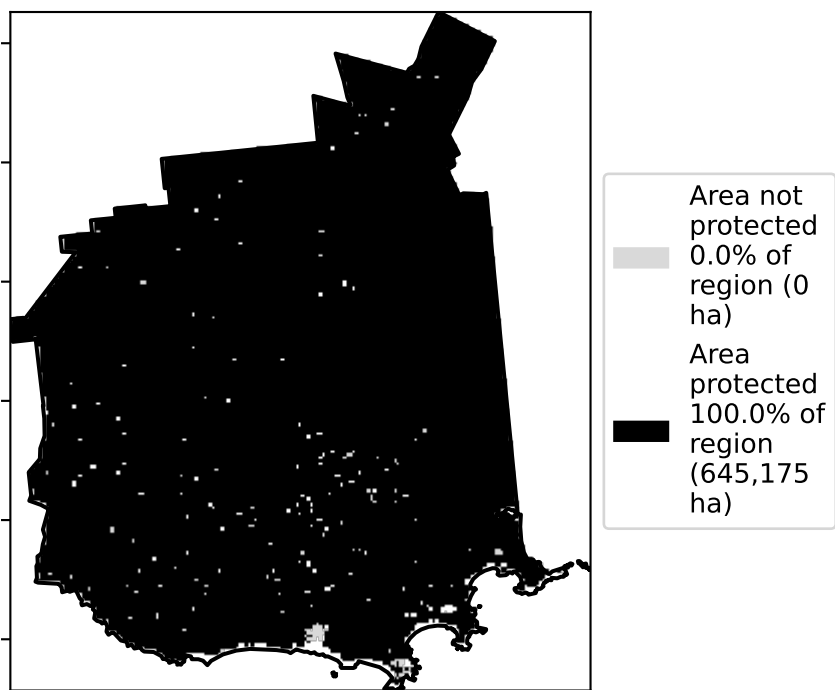 Area not
protected
0.0% of
region (0
ha)
Area
protected
100.0% of
region
(645,175
ha)